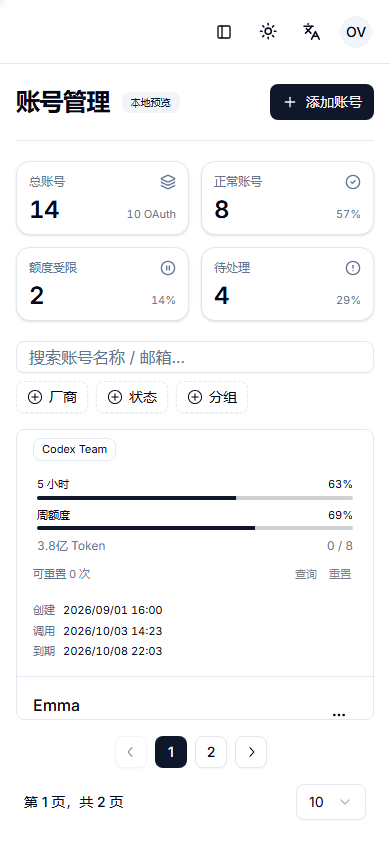 OV
账号管理 本地预览 添加账号
总账号 正常账号
14 10 OAuth 8 57%
额度受限 待处理
2 14% 4 29%
搜索账号名称 / 邮箱...
厂商 状态 分组
Codex Team
5 小时 63%
周额度 69%
3.8亿 Token 0 / 8
可重置 0 次 查询 重置
创建 2026/09/01 16:00
调用 2026/10/03 14:23
到期 2026/10/08 22:03
Emma ...
1 2
第 1 页，共 2 页 10